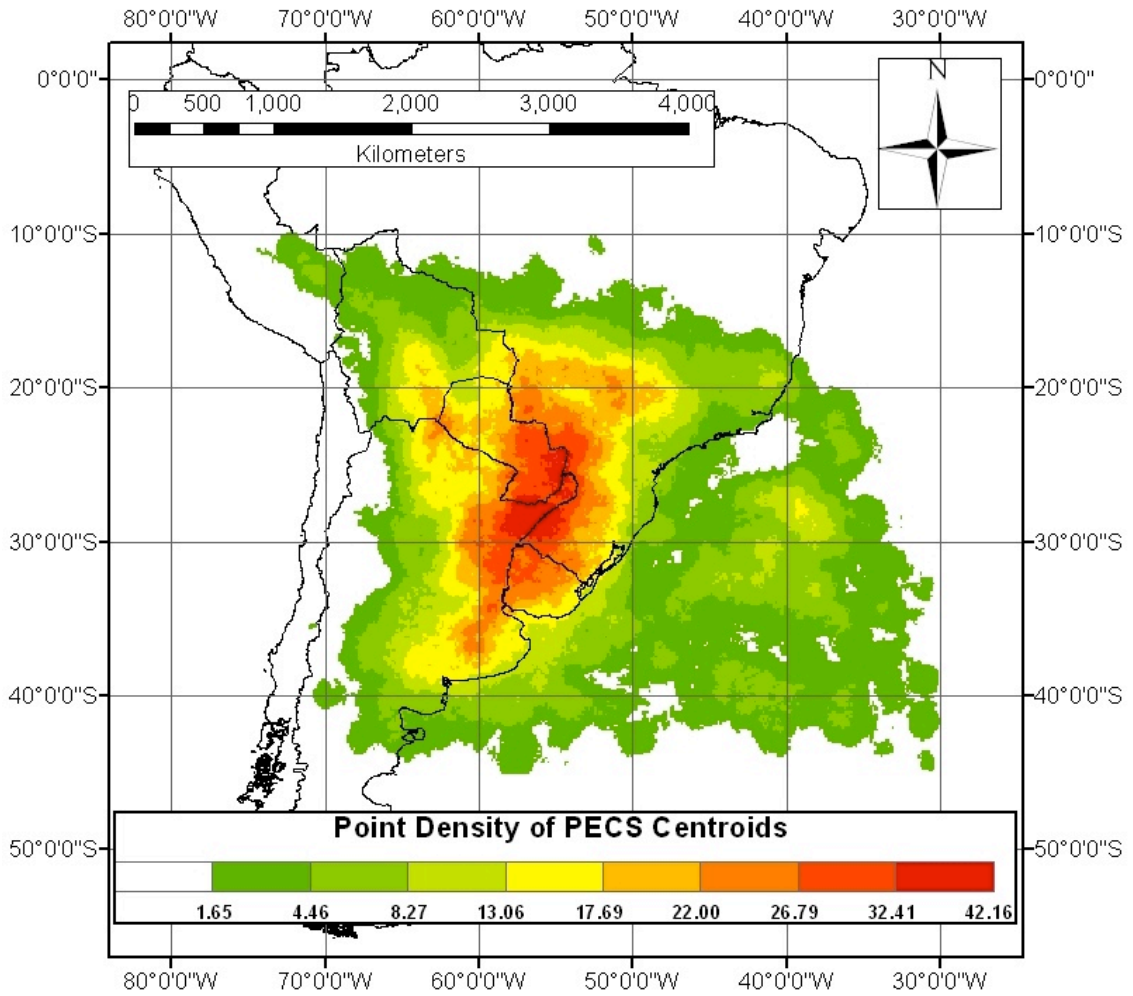 80°0'0"W 70°0'0"W 60°0'0"W 50°0'0"W 40°0'0"W 30°0'0"W
0°0'0" 0°0'0"
N
0 500 1,000 2,000 3,000 4,000
Kilometers
10°0'0"S 10°0'0"S
20°0'0"S 20°0'0"S
30°0'0"S 30°0'0"S
40°0'0"S 40°0'0"S
Point Density of PECS Centroids
50°0'0"S 50°0'0"S
1.65 4.46 8.27 13.06 17.69 22.00 26.79 32.41 42.16
80°0'0"W 70°0'0"W 60°0'0"W 50°0'0"W 40°0'0"W 30°0'0"W